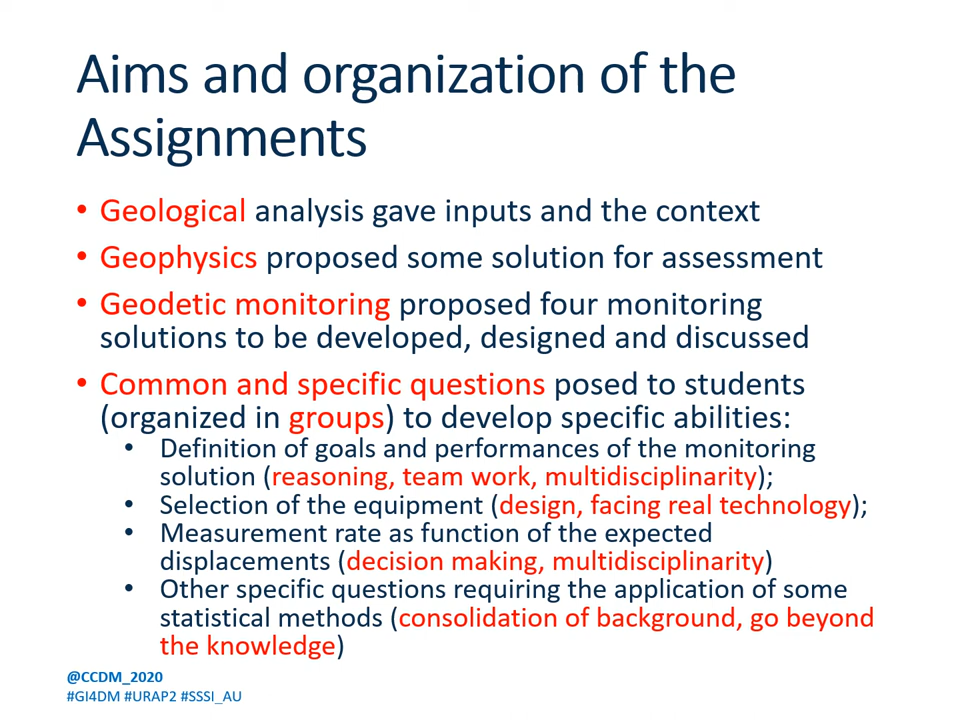 Aims and organization of the
Assignments
• Geological analysis gave inputs and the context
• Geophysics proposed some solution for assessment
• Geodetic monitoring proposed four monitoring
solutions to be developed, designed and discussed
• Common and specific questions posed to students
(organized in groups) to develop specific abilities:
• Definition of goals and performances of the monitoring
solution (reasoning, team work, multidisciplinarity);
• Selection of the equipment (design, facing real technology);
• Measurement rate as function of the expected
displacements (decision making, multidisciplinarity)
• Other specific questions requiring the application of some
statistical methods (consolidation of background, go beyond
the knowledge)
@CCDM_2020
#GI4DM #URAP2 #SSSI_AU